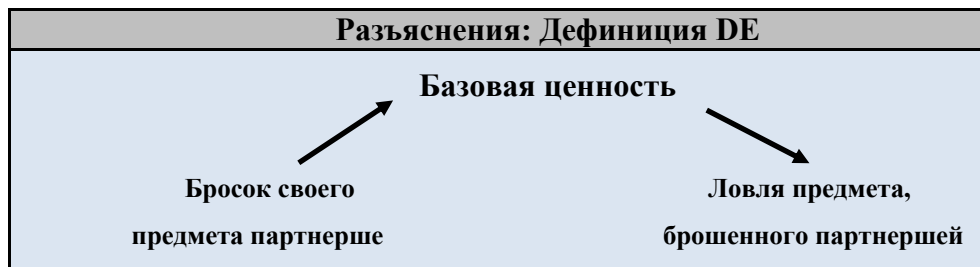 Разъяснения: Дефиниция DE
Базовая ценность
Бросок своего
предмета партнерше
Ловля предмета,
брошенного партнершей